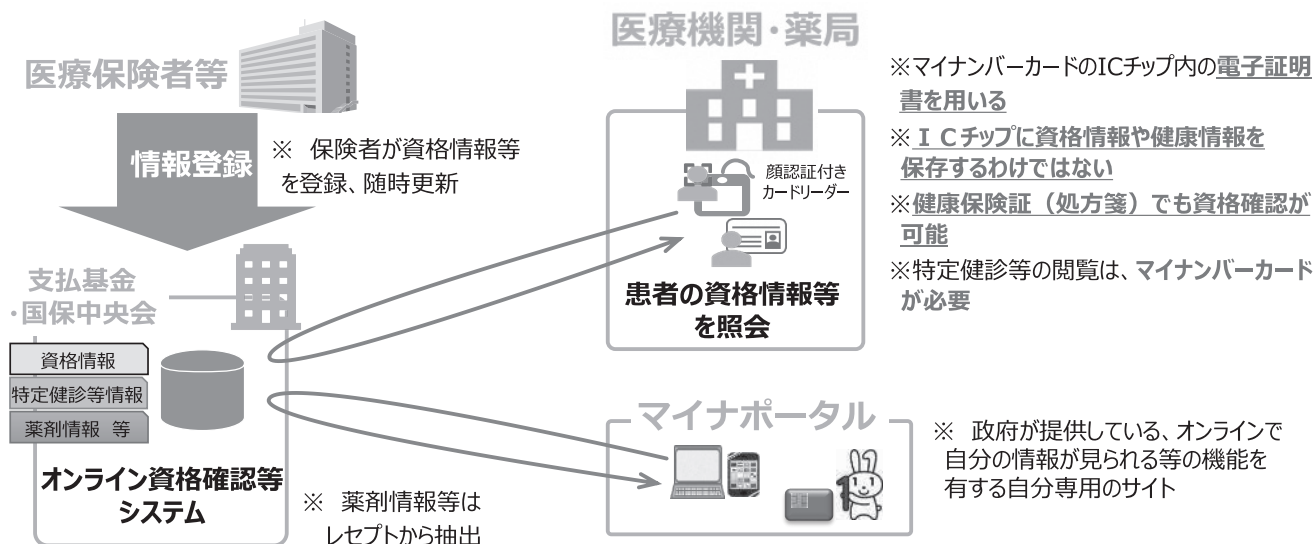 医療保険者等
情報登録
※ 保険者が資格情報等
を登録、随時更新
支払基金
・国保中央会
資格情報
特定健診等情報
薬剤情報 等
オンライン資格確認等
システム
※ 薬剤情報等は
レセプトから抽出
医療機関・薬局
顔認証付き
カードリーダー
患者の資格情報等
を照会
マイナポータル
※マイナンバーカードのICチップ内の電子証明
書を用いる
※ＩＣチップに資格情報や健康情報を
保存するわけではない
※健康保険証（処方箋）でも資格確認が
可能
※特定健診等の閲覧は、マイナンバーカード
が必要
※ 政府が提供している、オンラインで
自分の情報が見られる等の機能を
有する自分専用のサイト